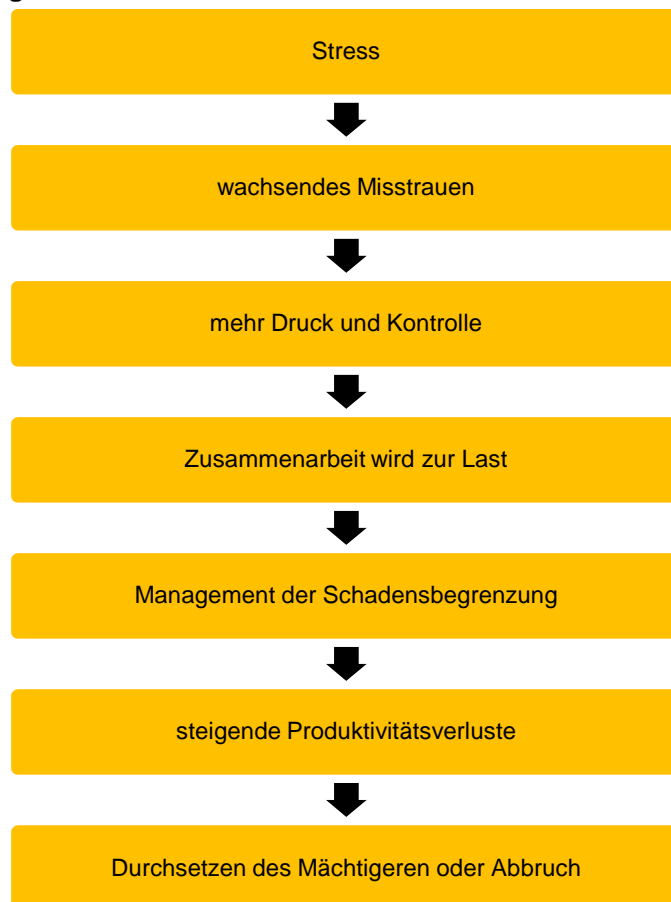 Stress
wachsendes Misstrauen
mehr Druck und Kontrolle
Zusammenarbeit wird zur Last
Management der Schadensbegrenzung
steigende Produktivitätsverluste
Durchsetzen des Mächtigeren oder Abbruch